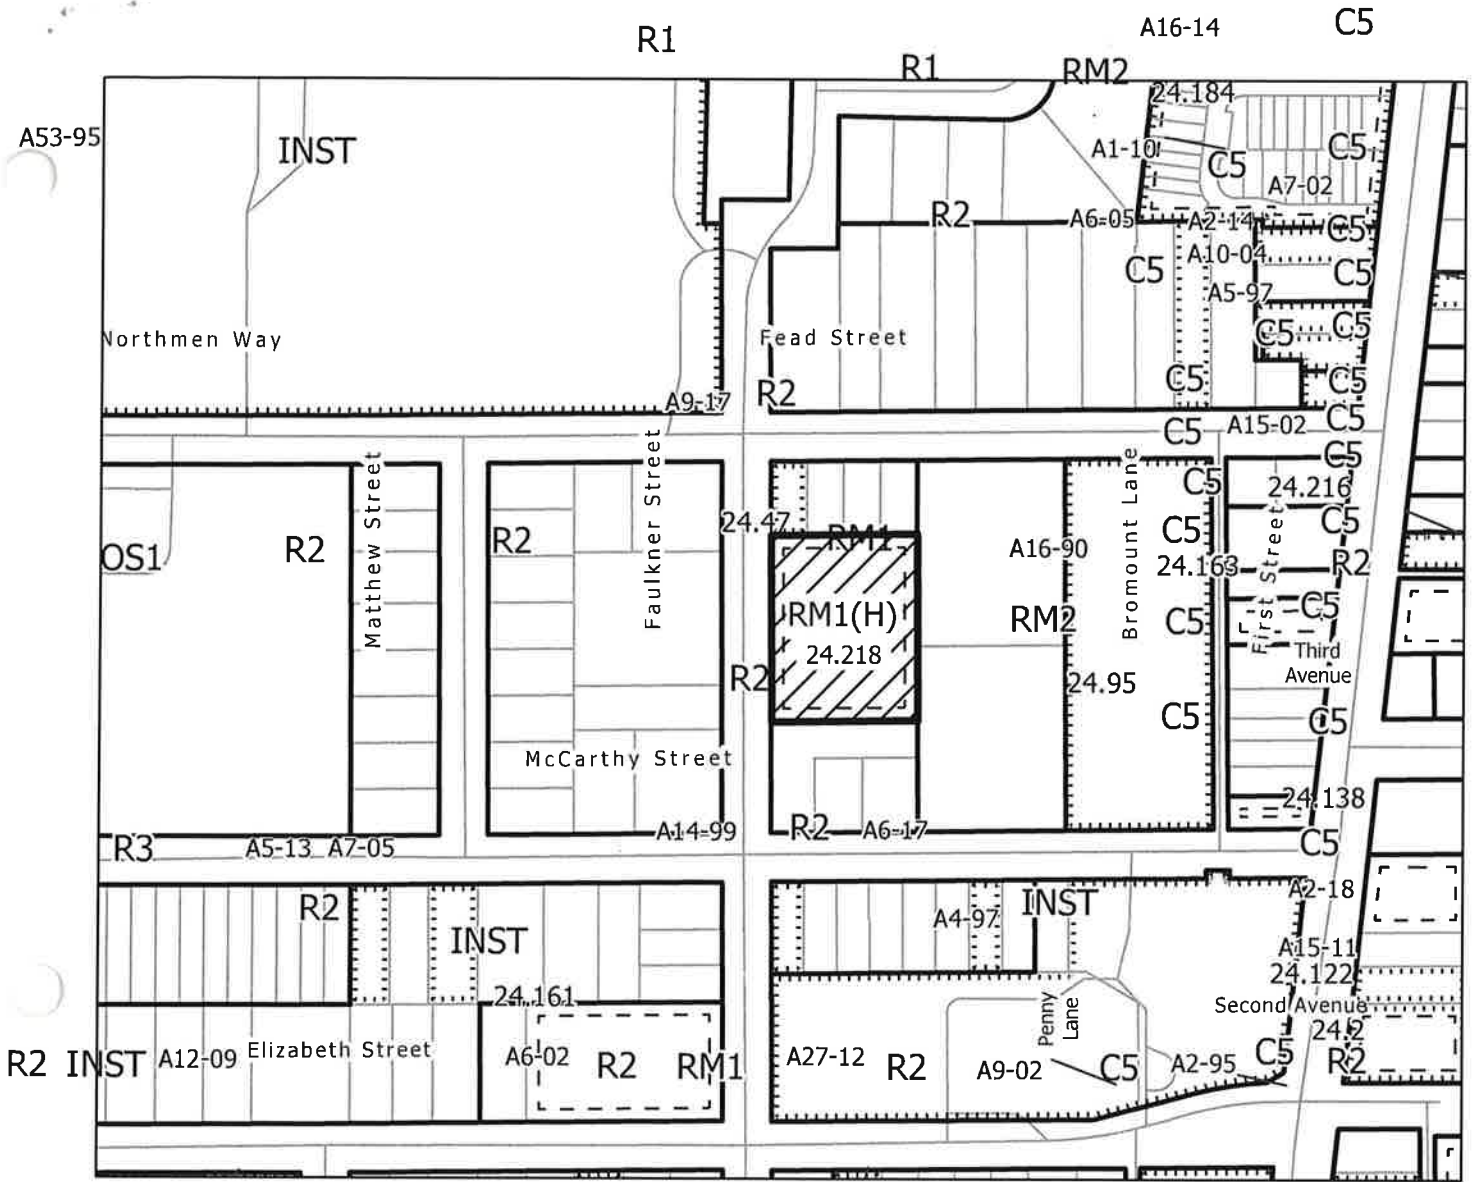 A16-14
C5
R1
R1
RM2
24.184
A53-95
INST
A1-10
C5
C5
A7-02
R2
A6-05
A2-14
C5
A10-04
C5
C5
A5-97
Northmen Way
Fead Street
C5
C5
C5
C5
A9-17
R2
C5
A15-02
C5
C5
Matthew Street
Faulkner Street
Bromount Lane
First Street
C5
24.216
24.47
RM1
C5
C5
OS1
R2
R2
A16-90
24.163
R2
RM1(H)
24.218
RM2
C5
C5
Third
Avenue
R2
24.95
C5
C5
McCarthy Street
24.138
A14-99
R2
A6-17
R3
A5-13
A7-05
C5
R2
INST
A4-97
INST
A2-18
A15-11
24.161
24.122
Second Avenue
Penny
Lane
24.2
R2
INST
A12-09
Elizabeth Street
A6-02
R2
RM1
A27-12
R2
A9-02
C5
A2-95
C5
R2